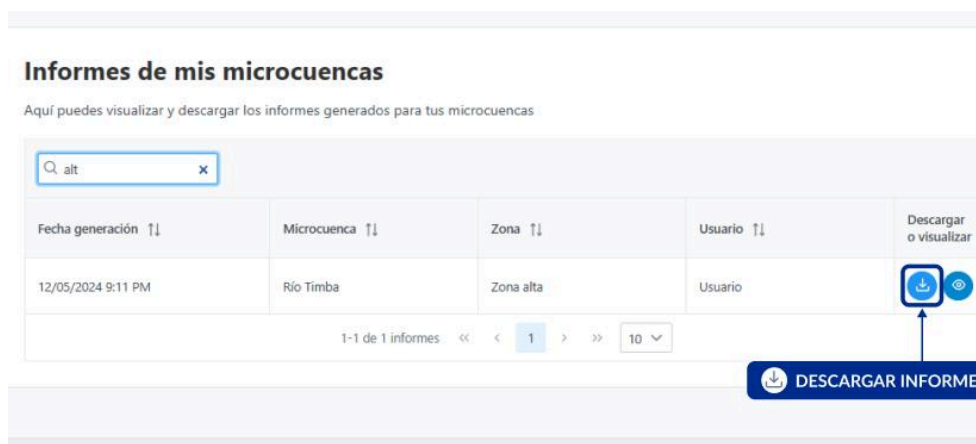 Informes de mis microcuencas
Aquí puedes visualizar y descargar los informes generados para tus microcuencas
alt
Fecha generación Microcuenca Zona Usuario Descargar
o visualizar
12/05/2024 9:11 PM Río Timba Zona alta Usuario
1-1 de 1 informes « < 1 > » 10
DESCARGAR INFORME